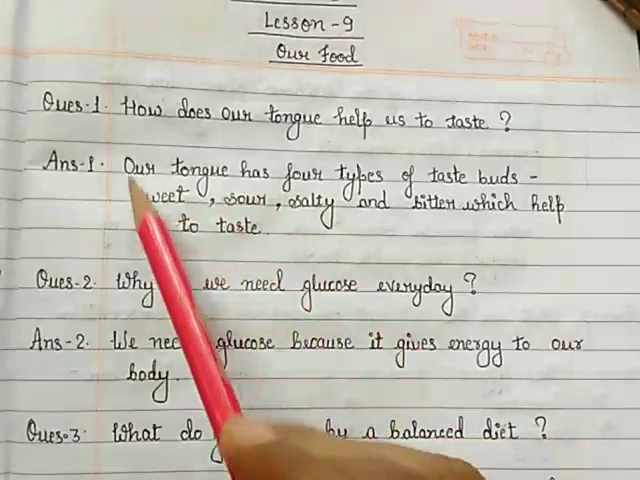 Lesson - 9
Our Food
Ques-1. How does our tongue help us to taste ?
Ans-1. Our tongue has four types of taste buds -
weet , sour , salty and bitter which help
to taste.
Ques-2. Why we need glucose everyday ?
Ans-2. We nee glucose because it gives energy to our
body.
Ques-3. What do by a balanced diet ?